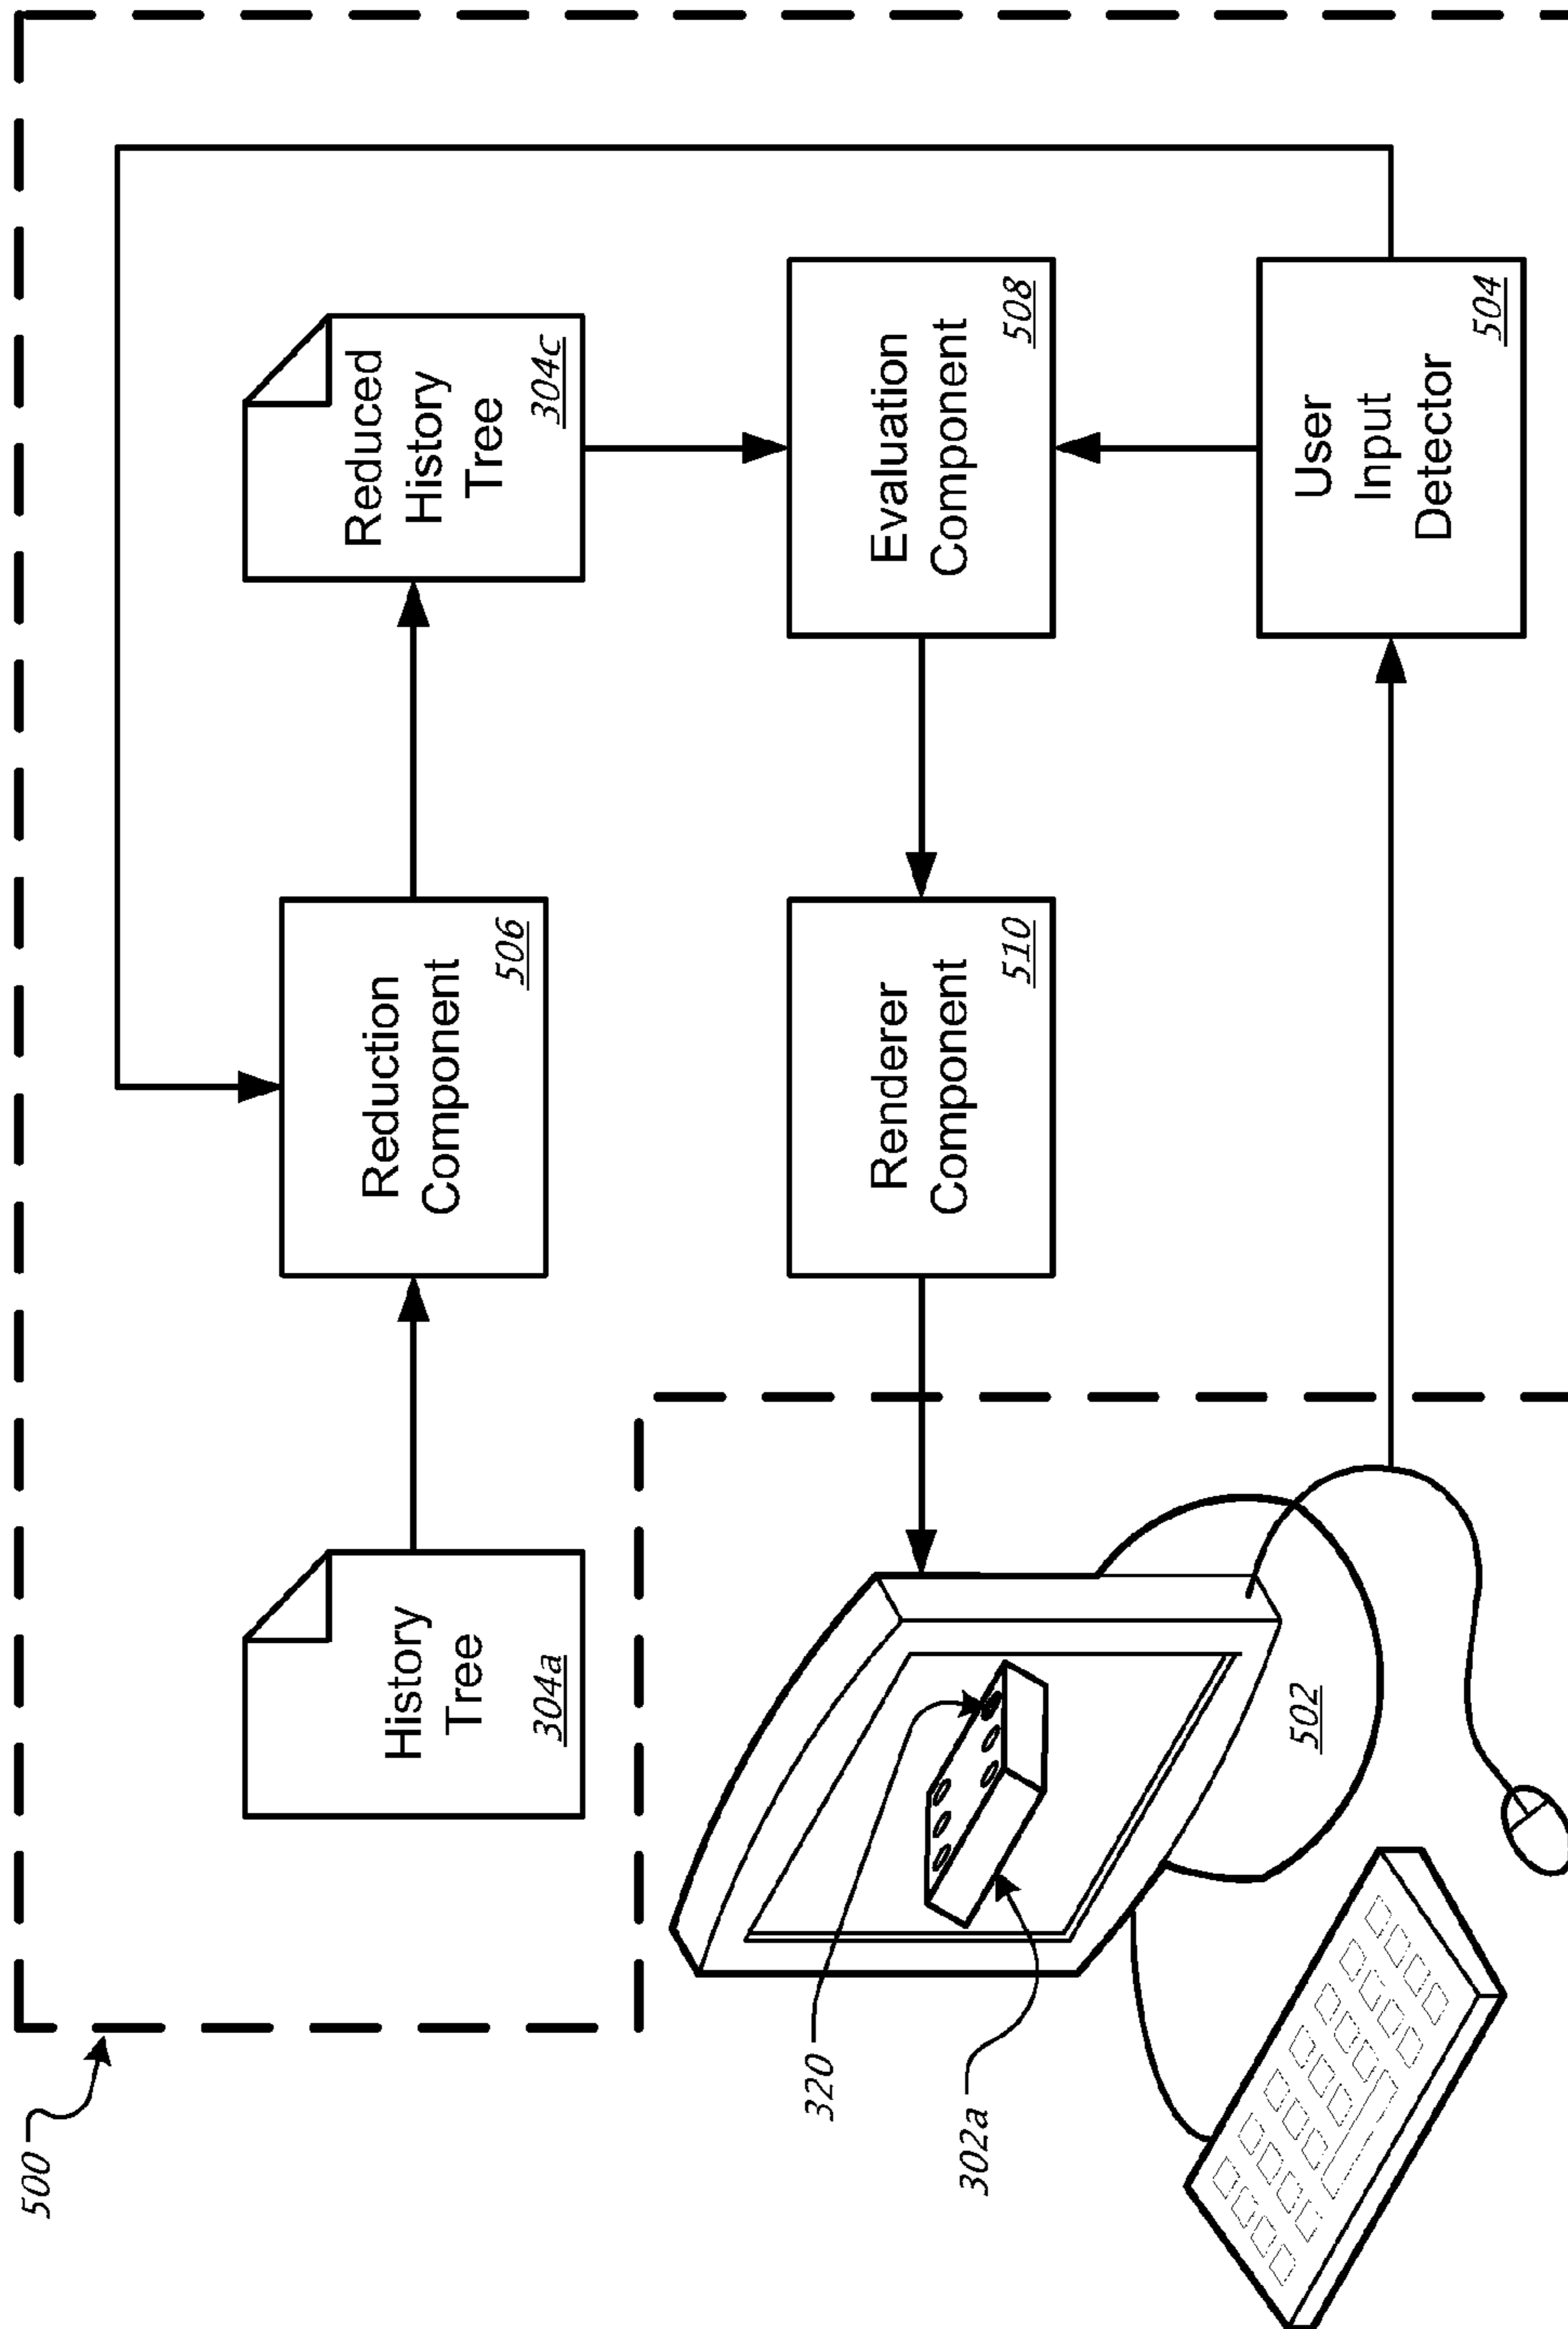 500
History
Tree
304a
Reduction
Component
506
Reduced
History
Tree
304c
320
302a
502
Renderer
Component
510
Evaluation
Component
508
User
Input
Detector
504